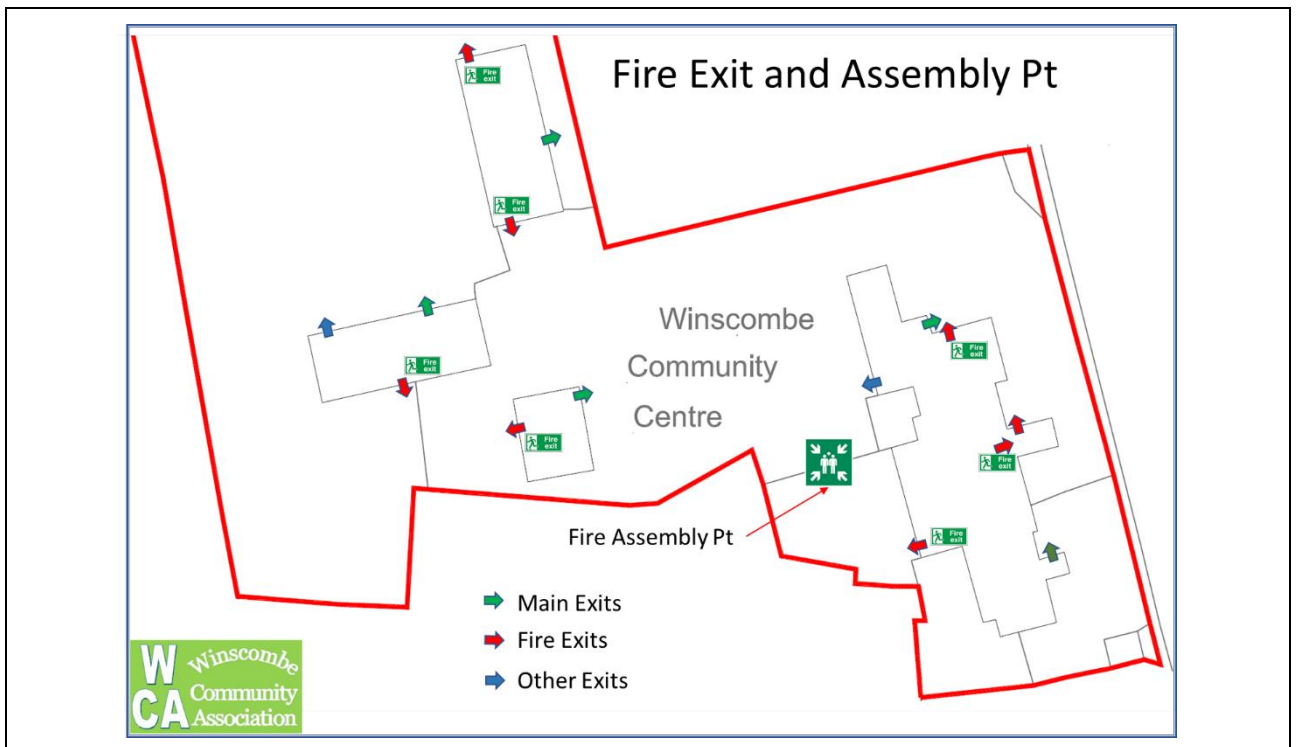 Fire Exit and Assembly Pt
Fire
exit
Fire
exit
Fire
exit
Fire
exit
Fire
exit
Fire
exit
Fire
exit
Winscombe
Community
Centre
Fire Assembly Pt
Main Exits
Fire Exits
Other Exits
W
CA
Winscombe
Community
Association